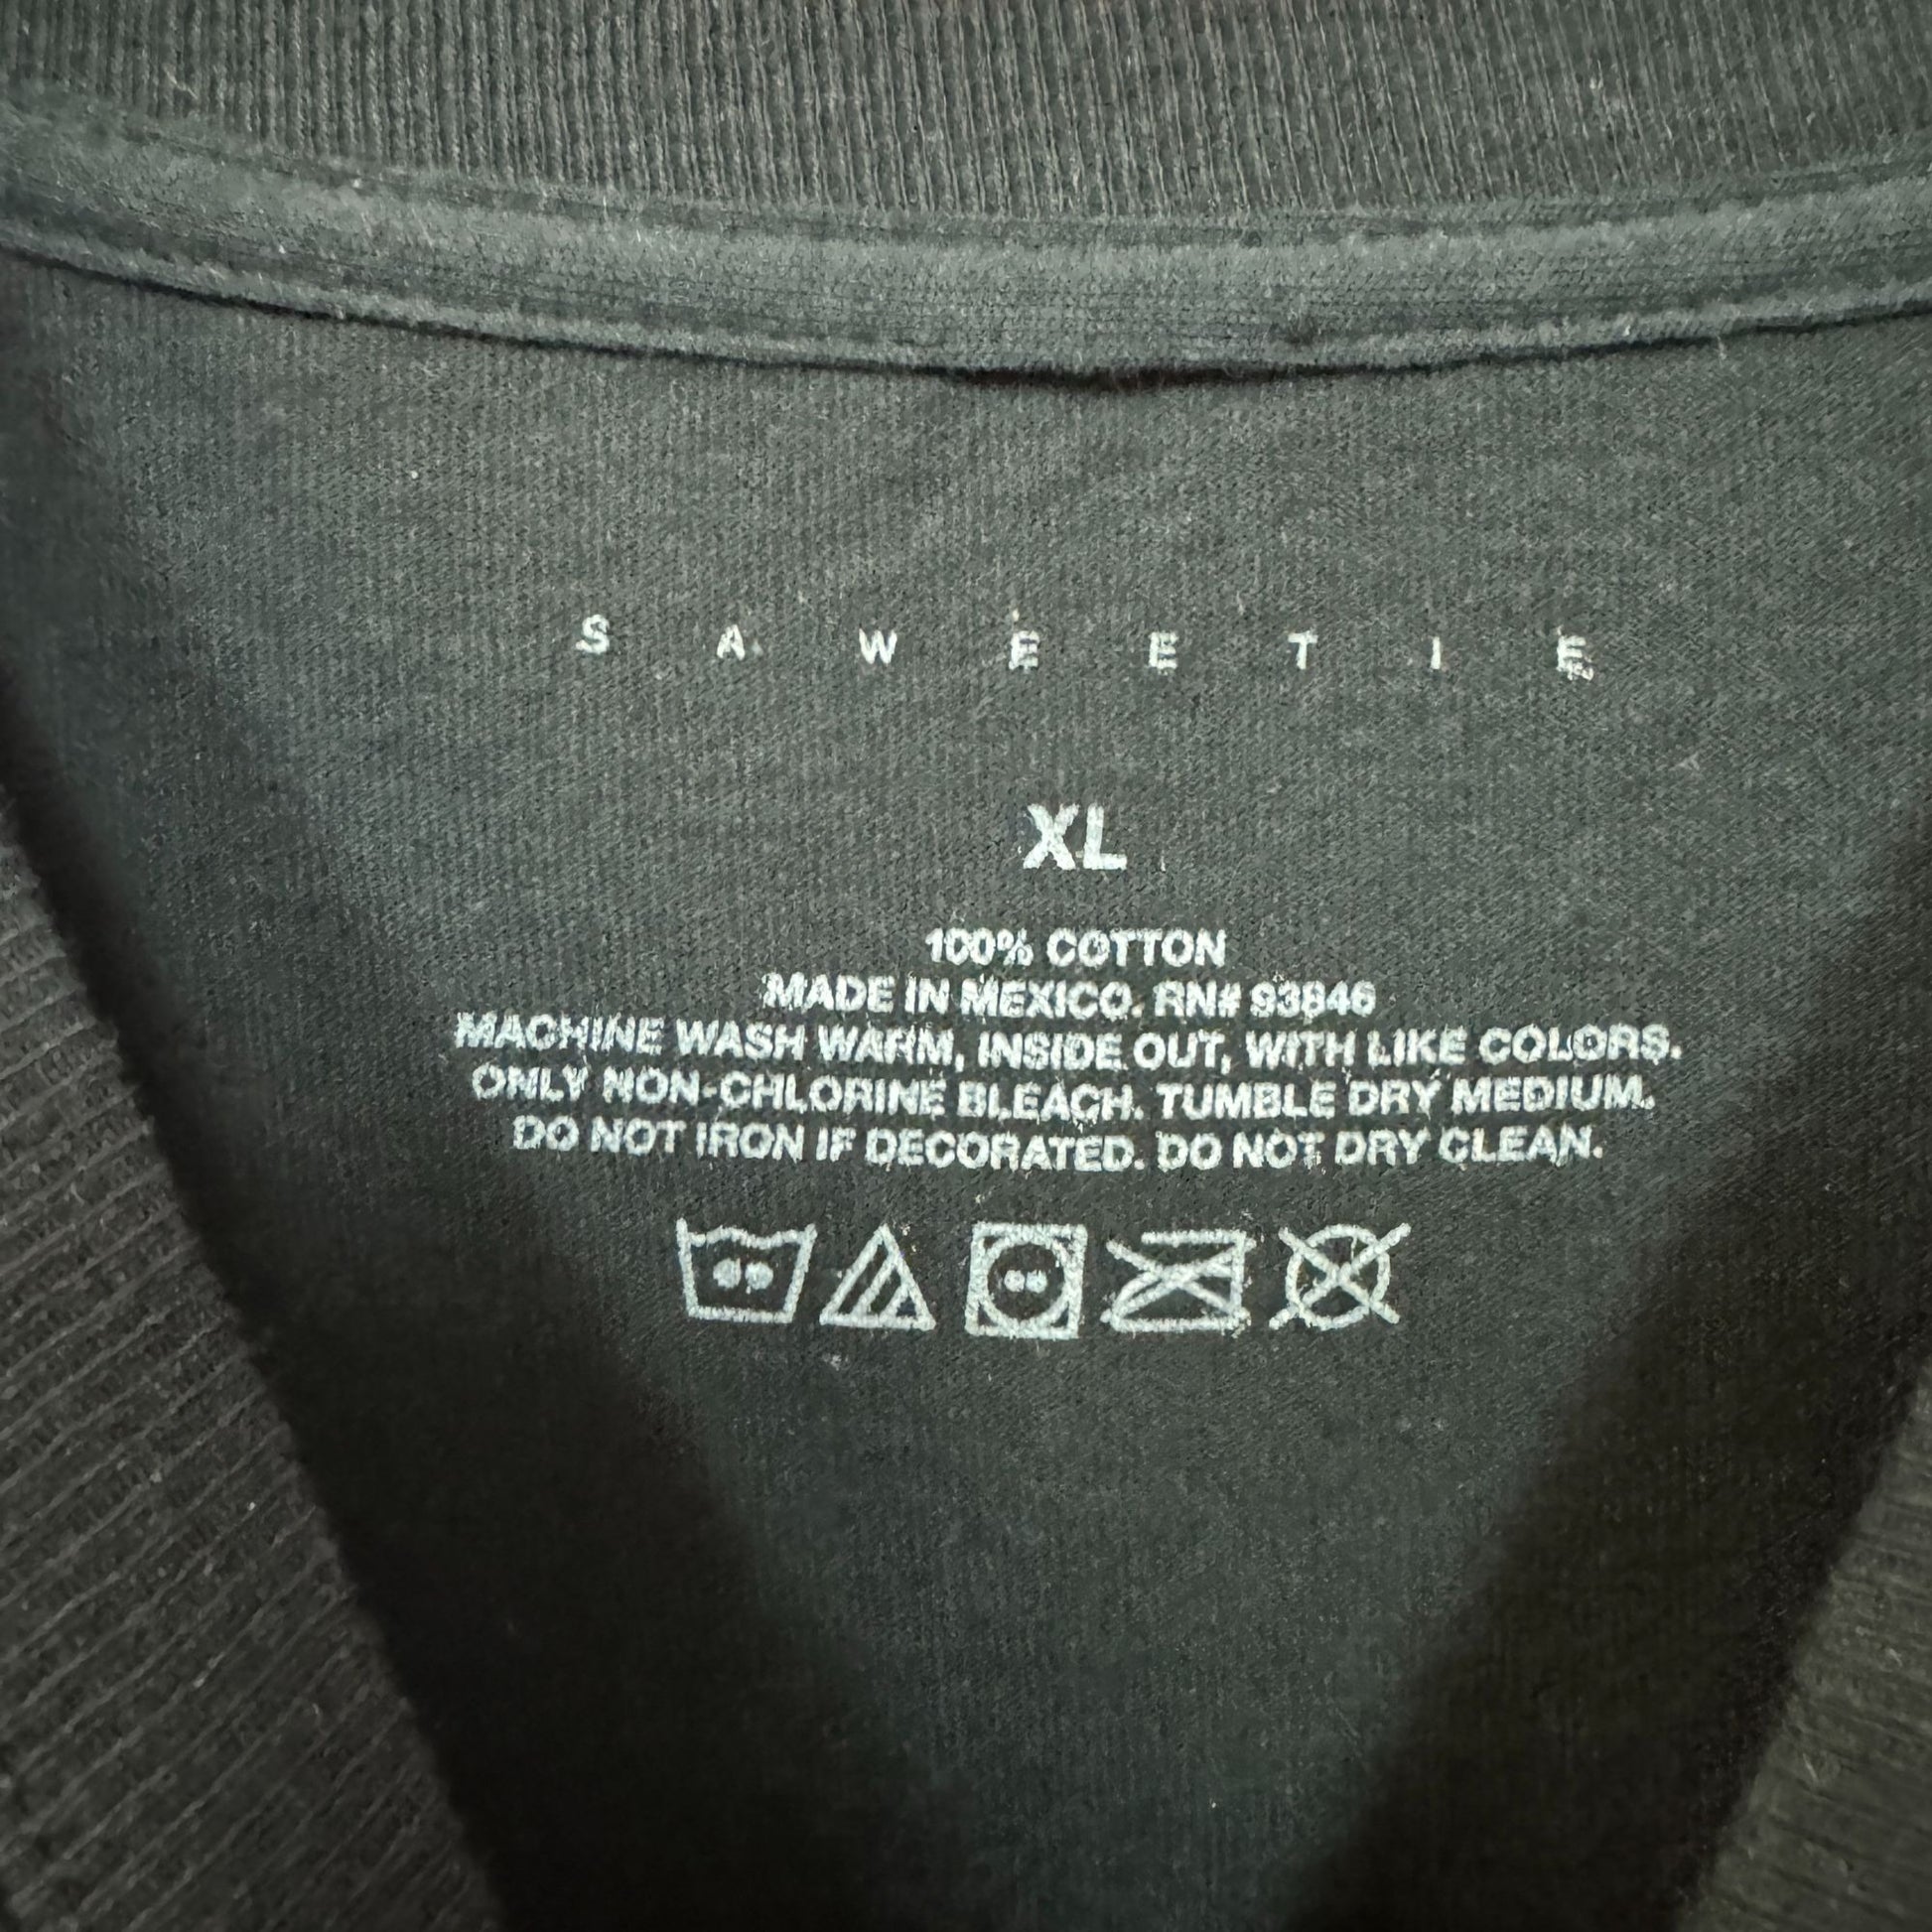 S A W E E T I E
XL
100% COTTON
MADE IN MEXICO. RN# 93846
MACHINE WASH WARM, INSIDE OUT, WITH LIKE COLORS.
ONLY NON-CHLORINE BLEACH. TUMBLE DRY MEDIUM.
DO NOT IRON IF DECORATED. DO NOT DRY CLEAN.